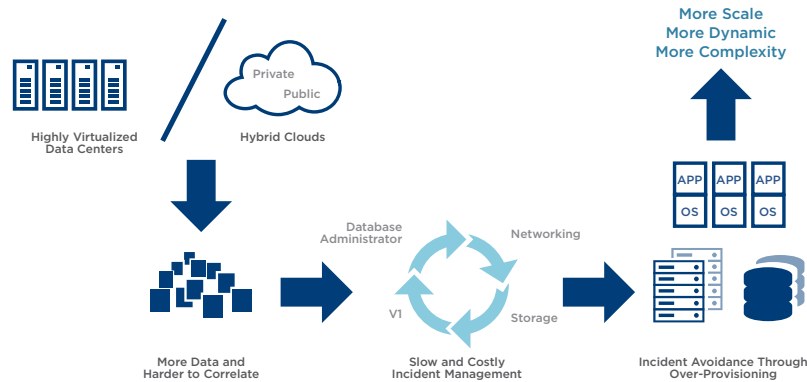 More Scale
More Dynamic
More Complexity
Private
Public
Highly Virtualized
Data Centers
Hybrid Clouds
APP APP APP
OS OS OS
Database
Administrator
Networking
V1
Storage
More Data and
Harder to Correlate
Slow and Costly
Incident Management
Incident Avoidance Through
Over-Provisioning